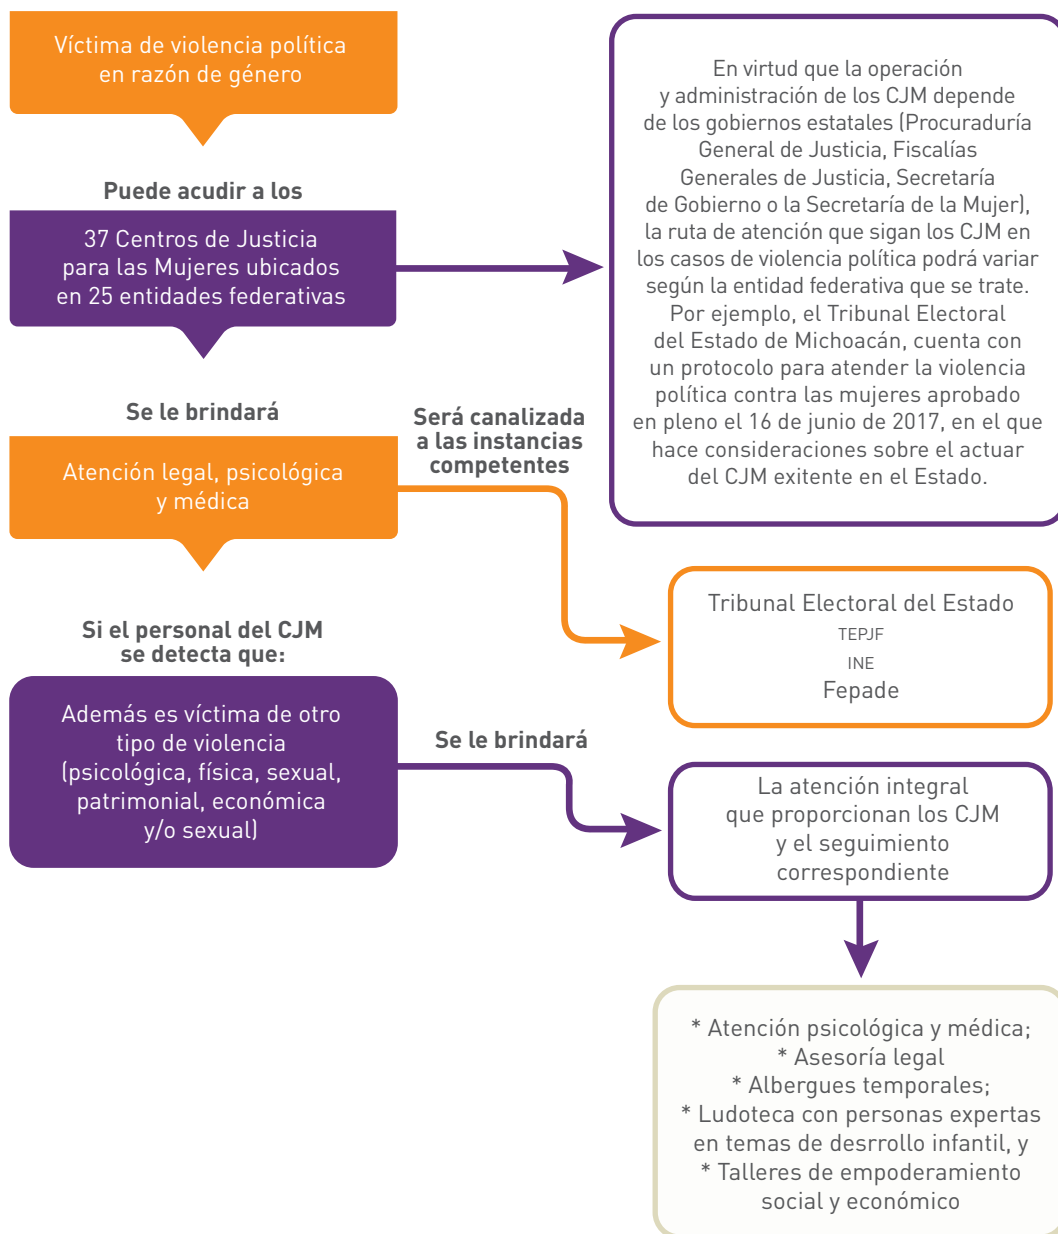 Víctima de violencia política
en razón de género
Puede acudir a los
37 Centros de Justicia
para las Mujeres ubicados
en 25 entidades federativas
En virtud que la operación
y administración de los CJM depende
de los gobiernos estatales (Procuraduría
General de Justicia, Fiscalías
Generales de Justicia, Secretaría
de Gobierno o la Secretaría de la Mujer),
la ruta de atención que sigan los CJM en
los casos de violencia política podrá variar
según la entidad federativa que se trate.
Por ejemplo, el Tribunal Electoral
del Estado de Michoacán, cuenta con
un protocolo para atender la violencia
política contra las mujeres aprobado
en pleno el 16 de junio de 2017, en el que
hace consideraciones sobre el actuar
del CJM exitente en el Estado.
Se le brindará
Atención legal, psicológica
y médica
Será canalizada
a las instancias
competentes
Tribunal Electoral del Estado
TEPJF
INE
Fepade
Si el personal del CJM
se detecta que:
Además es víctima de otro
tipo de violencia
(psicológica, física, sexual,
patrimonial, económica
y/o sexual)
Se le brindará
La atención integral
que proporcionan los CJM
y el seguimiento
correspondiente
* Atención psicológica y médica;
* Asesoría legal
* Albergues temporales;
* Ludoteca con personas expertas
en temas de desrrollo infantil, y
* Talleres de empoderamiento
social y económico